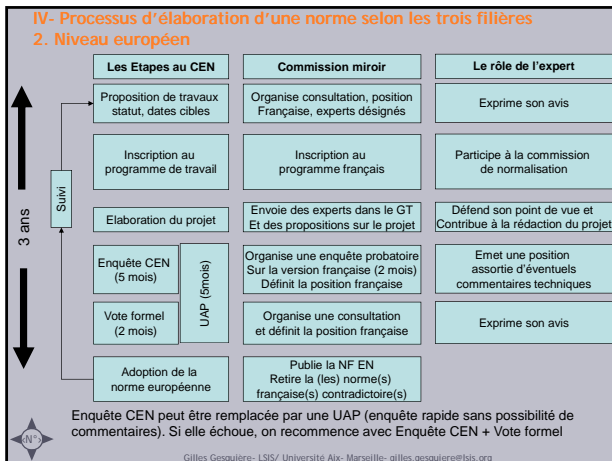 IV- Processus d'élaboration d'une norme selon les trois filières
2. Niveau européen
Les Etapes au CEN
Commission miroir
Le rôle de l'expert
Proposition de travaux
statut, dates cibles
Organise consultation, position
Française, experts désignés
Exprime son avis
Inscription au
programme de travail
Inscription au
programme français
Participe à la commission
de normalisation
Elaboration du projet
Envoie des experts dans le GT
Et des propositions sur le projet
Défend son point de vue et
Contribue à la rédaction du projet
Enquête CEN
(5 mois)
Organise une enquête probatoire
Sur la version française (2 mois)
Définit la position française
Emet une position
assortie d'éventuels
commentaires techniques
Vote formel
(2 mois)
UAP (5mois)
Organise une consultation
et définit la position française
Exprime son avis
Adoption de la
norme européenne
Publie la NF EN
Retire la (les) norme(s)
française(s) contradictoire(s)
3 ans
Suivi
Enquête CEN peut être remplacée par une UAP (enquête rapide sans possibilité de
commentaires). Si elle échoue, on recommence avec Enquête CEN + Vote formel
‹N°›
Gilles Gesquière- LSIS/ Université Aix- Marseille- gilles.gesquiere@lsis.org